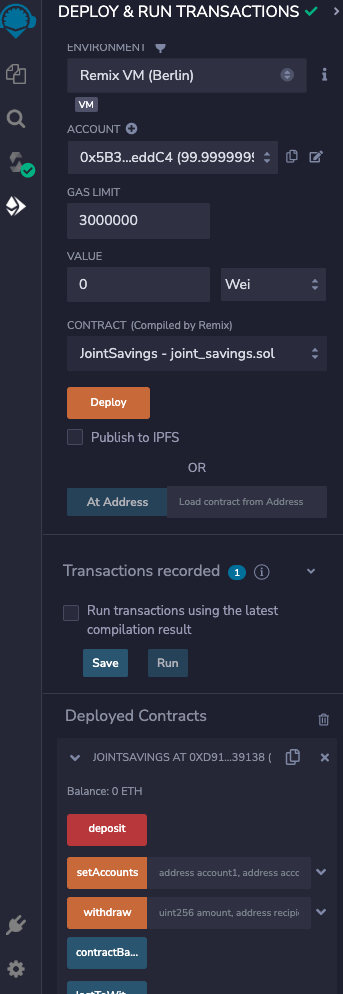 DEPLOY & RUN TRANSACTIONS
ENVIRONMENT
Remix VM (Berlin)
VM
ACCOUNT
0x5B3...eddC4 (99.9999999
GAS LIMIT
3000000
VALUE
0 Wei
CONTRACT (Compiled by Remix)
JointSavings - joint_savings.sol
Deploy
Publish to IPFS
OR
At Address Load contract from Address
Transactions recorded 1
Run transactions using the latest
compilation result
Save Run
Deployed Contracts
JOINTSAVINGS AT 0XD91...39138 (
Balance: 0 ETH
deposit
setAccounts address account1, address acc
withdraw uint256 amount, address recipi
contractBa...